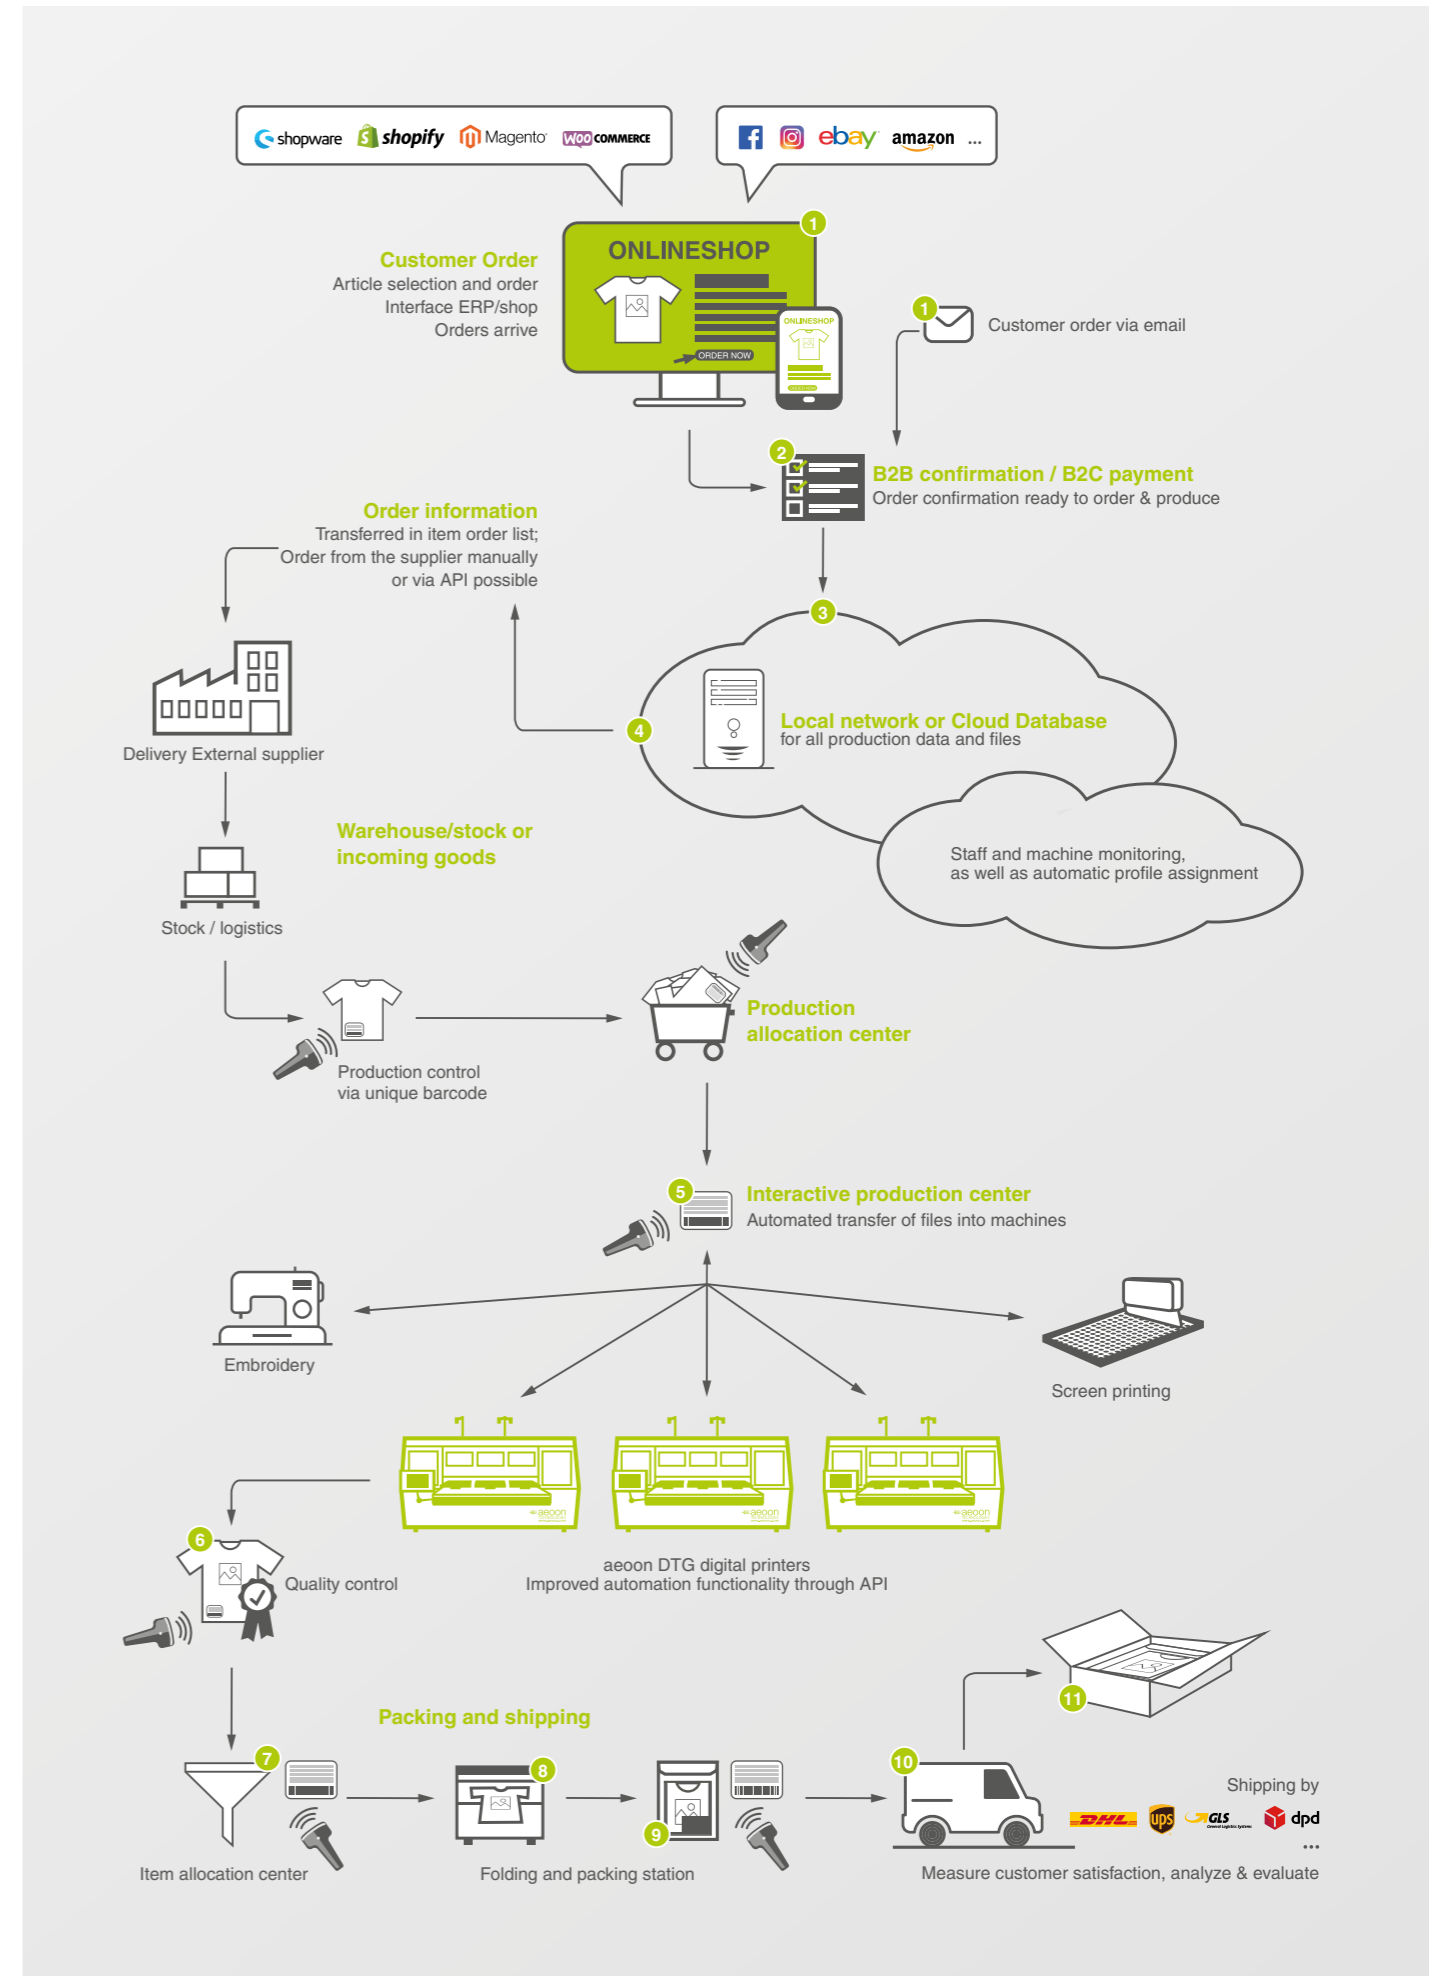 shopware shopify Magento WOO COMMERCE
ebay amazon ...
1
ONLINESHOP
Customer Order
Article selection and order
Interface ERP/shop
Orders arrive
ORDER NOW
ONLINESHOP
ORDER NOW
1
Customer order via email
2
B2B confirmation / B2C payment
Order confirmation ready to order & produce
Order information
Transferred in item order list;
Order from the supplier manually
or via API possible
3
4
Local network or Cloud Database
for all production data and files
Delivery External supplier
Warehouse/stock or
incoming goods
Staff and machine monitoring,
as well as automatic profile assignment
Stock / logistics
Production
allocation center
Production control
via unique barcode
5
Interactive production center
Automated transfer of files into machines
Embroidery
Screen printing
aeoon
aeoon
aeoon
aeoon DTG digital printers
Improved automation functionality through API
6
Quality control
11
Packing and shipping
7
8
9
10
Shipping by
DHL ups GLS dpd
...
Item allocation center
Folding and packing station
Measure customer satisfaction, analyze & evaluate